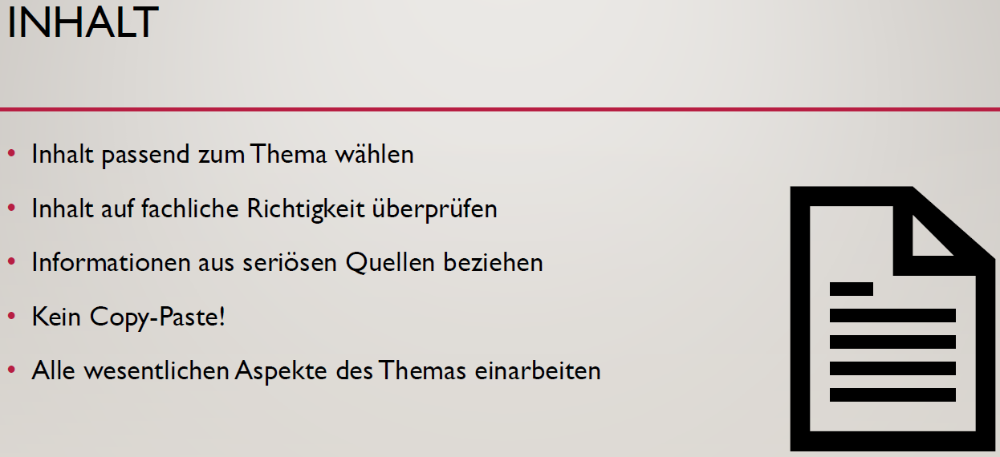 INHALT
• Inhalt passend zum Thema wählen
• Inhalt auf fachliche Richtigkeit überprüfen
• Informationen aus seriösen Quellen beziehen
• Kein Copy-Paste!
• Alle wesentlichen Aspekte des Themas einarbeiten